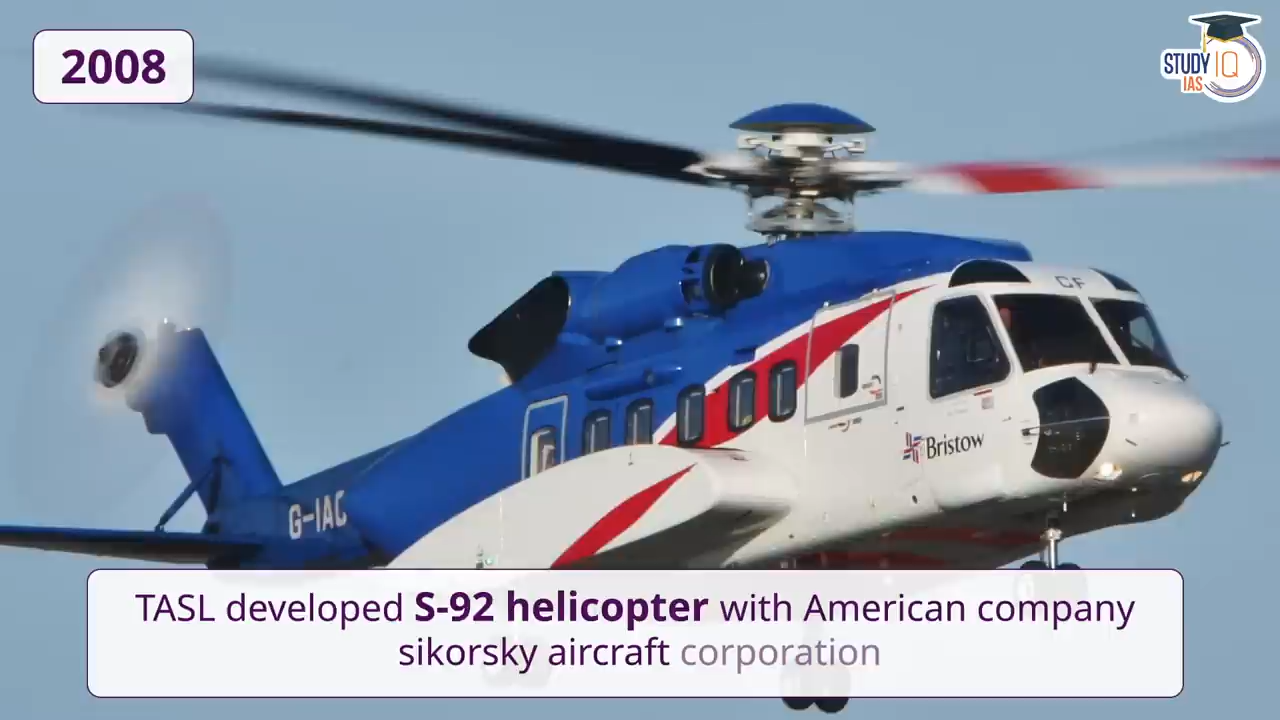 2008
STUDY IQ
IAS
CF
Bristow
G-IAC
TASL developed S-92 helicopter with American company
sikorsky aircraft corporation